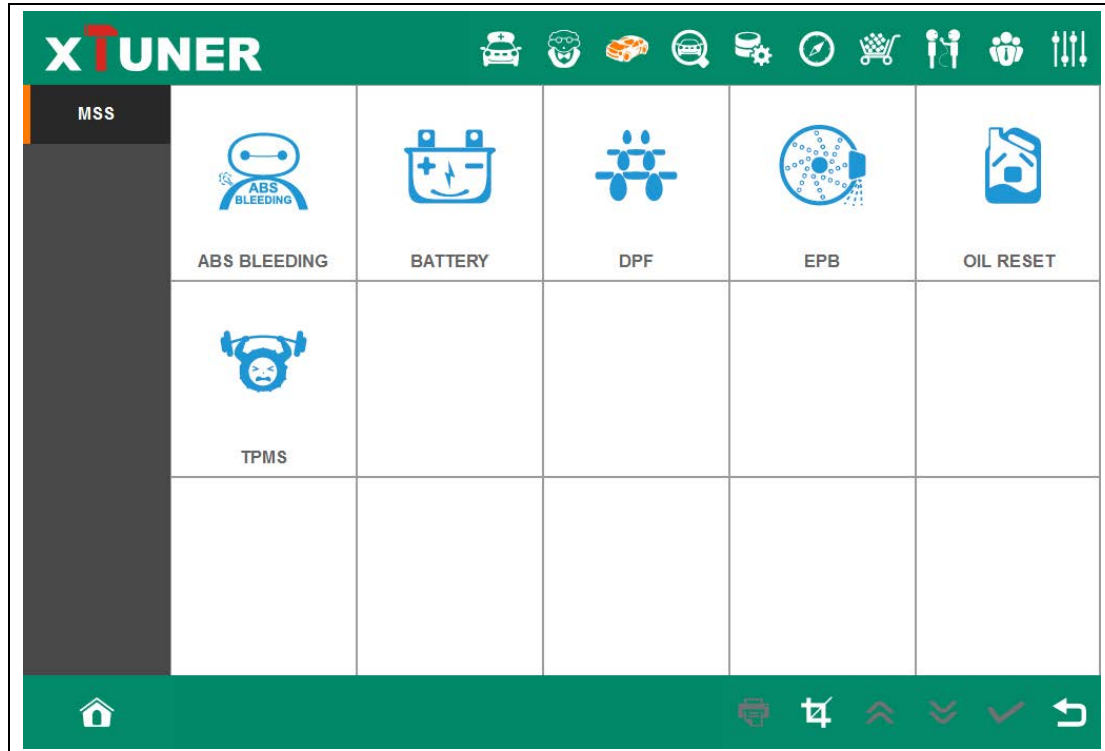 XTUNER
MSS
ABS
BLEEDING
ABS BLEEDING
BATTERY
DPF
EPB
OIL RESET
TPMS